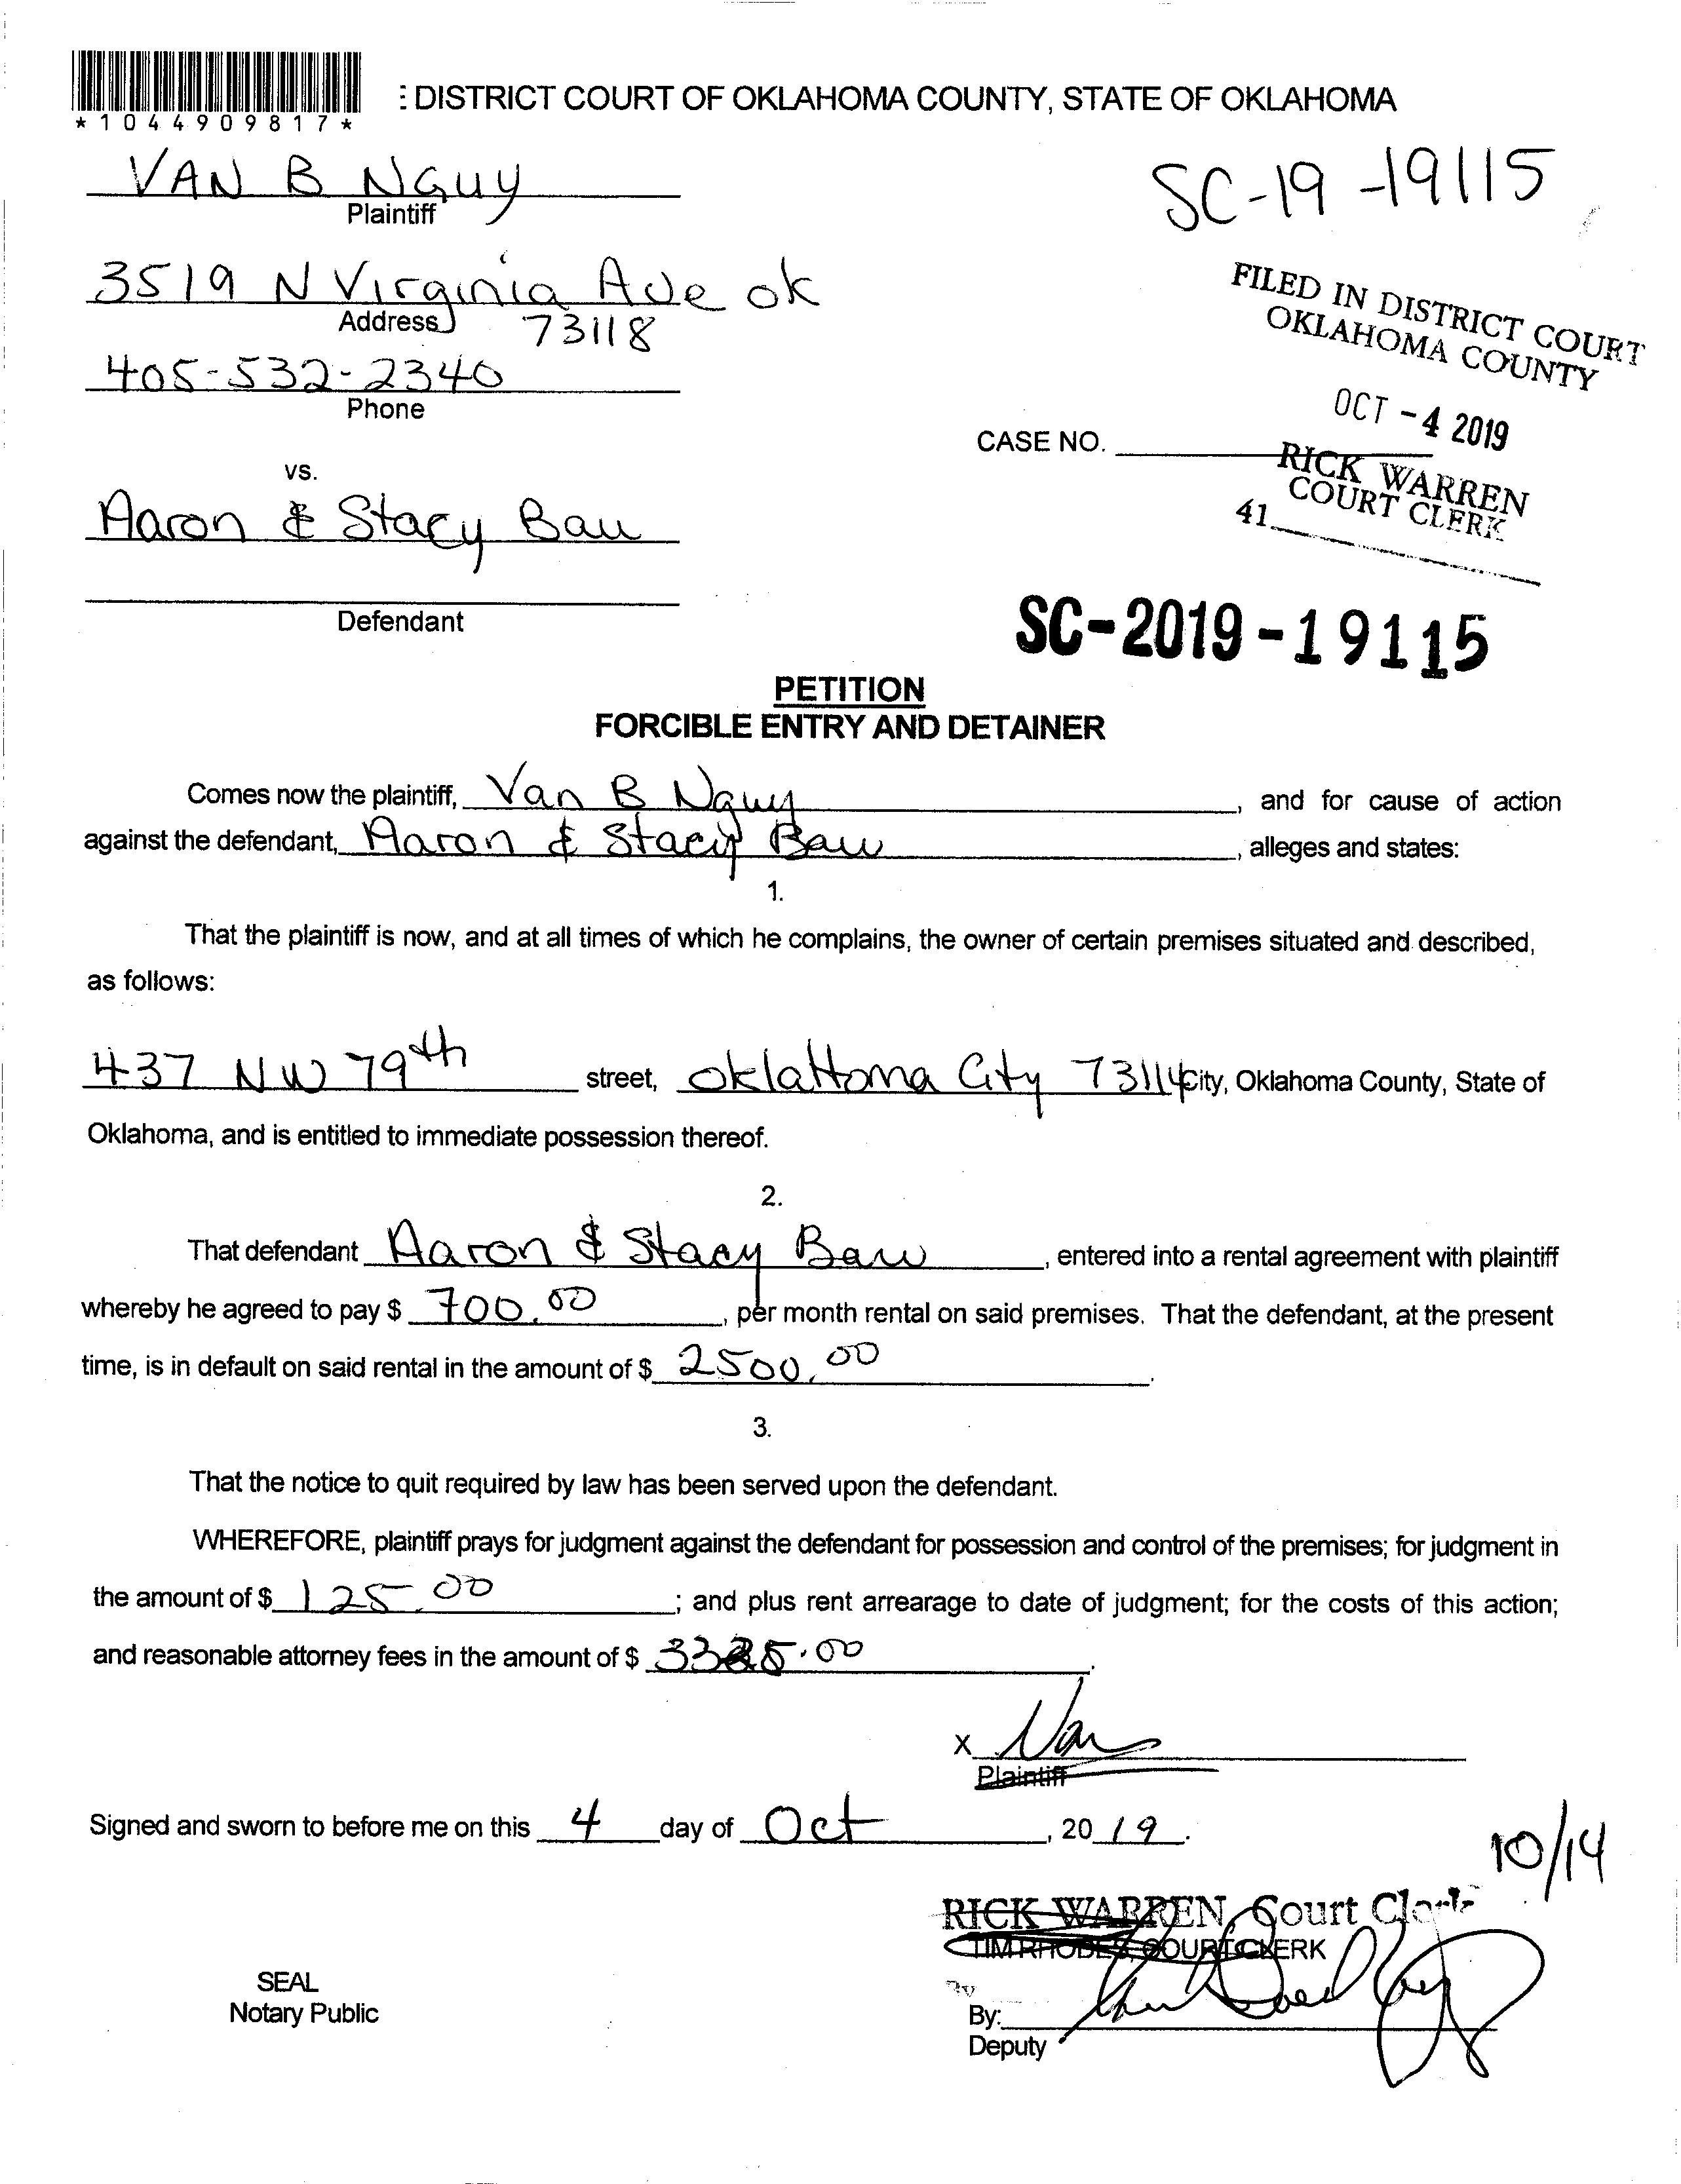 *1044909817*
: DISTRICT COURT OF OKLAHOMA COUNTY, STATE OF OKLAHOMA
VAN B NGUY
Plaintiff
SC-19-19115
3519 N Virginia Ave ok
Address
73118
405-532-2340
Phone
FILED IN DISTRICT COURT
OKLAHOMA COUNTY
OCT -4 2019
RICK WARREN
COURT CLERK
41
CASE NO.
vs.
Aaron & Stacy Bau
Defendant
SC-2019-19115
PETITION
FORCIBLE ENTRY AND DETAINER
Comes now the plaintiff, Van B Nguy, and for cause of action
against the defendant, Aaron & Stacy Baw, alleges and states:
1.
That the plaintiff is now, and at all times of which he complains, the owner of certain premises situated and described,
as follows:
437 NW 79th street, oklaHoma City 73114 City, Oklahoma County, State of
Oklahoma, and is entitled to immediate possession thereof.
2.
That defendant Aaron & Stacy Baw, entered into a rental agreement with plaintiff
whereby he agreed to pay $ 700.00, per month rental on said premises. That the defendant, at the present
time, is in default on said rental in the amount of $ 2500.00.
3.
That the notice to quit required by law has been served upon the defendant.
WHEREFORE, plaintiff prays for judgment against the defendant for possession and control of the premises; for judgment in
the amount of $ 125.00; and plus rent arrearage to date of judgment; for the costs of this action;
and reasonable attorney fees in the amount of $ .
X Van
Plaintiff
Signed and sworn to before me on this 4 day of Oct, 2019.
10/14
RICK WARREN, Court Clerk
TIM RHODES, COURT CLERK
SEAL
Notary Public
By
By:
Deputy